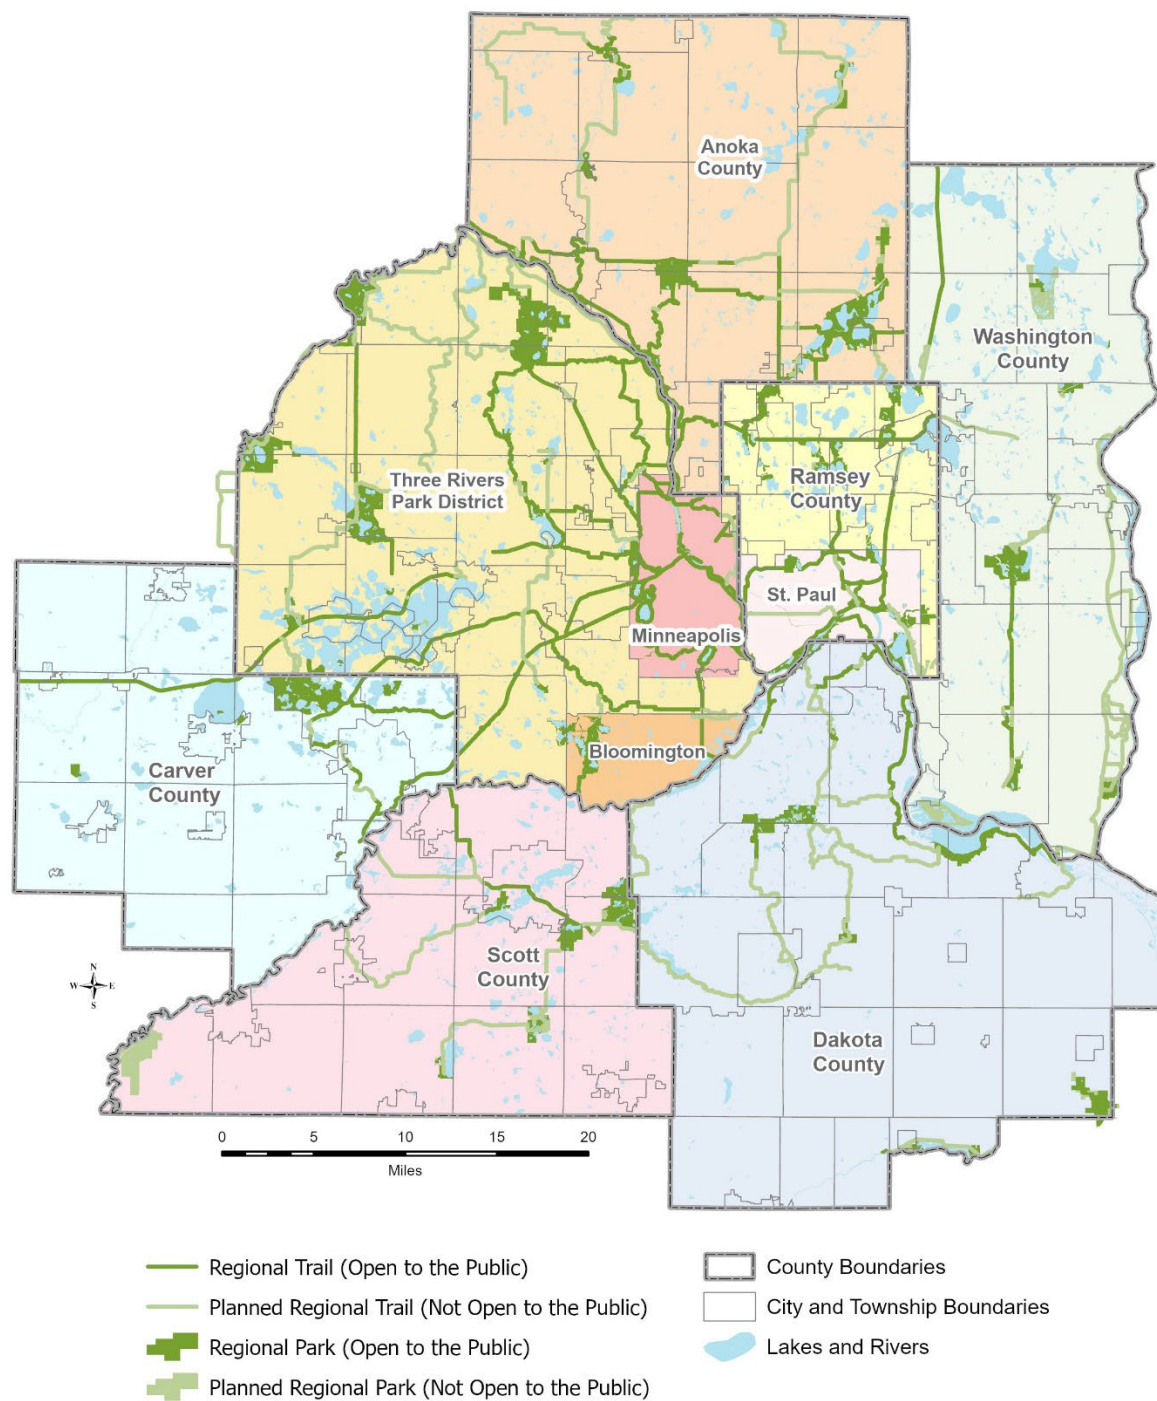 Anoka
County
Washington
County
Three Rivers
Park District
Ramsey
County
St. Paul
Minneapolis
Bloomington
Carver
County
Scott
County
Dakota
County
N
W E
S
0 5 10 15 20
Miles
Regional Trail (Open to the Public)
Planned Regional Trail (Not Open to the Public)
Regional Park (Open to the Public)
Planned Regional Park (Not Open to the Public)
County Boundaries
City and Township Boundaries
Lakes and Rivers